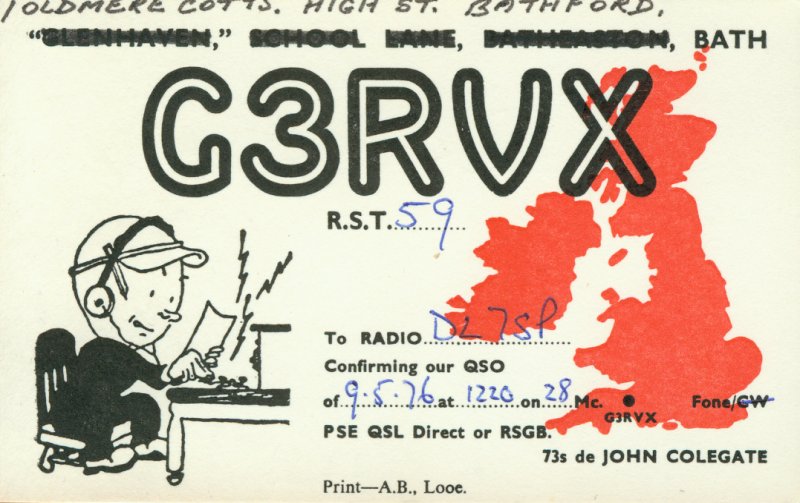 1 OLDMERE COTTS. HIGH ST. BATHFORD.
"GLENHAVEN," SCHOOL LANE, BATHEASTON, BATH
G3RVX
R.S.T. 59
To RADIO DL7SP
Confirming our QSO
of 9.5.76 at 1220 on 28 Mc. Fone/CW
G3RVX
PSE QSL Direct or RSGB.
73s de JOHN COLEGATE
Print—A.B., Looe.